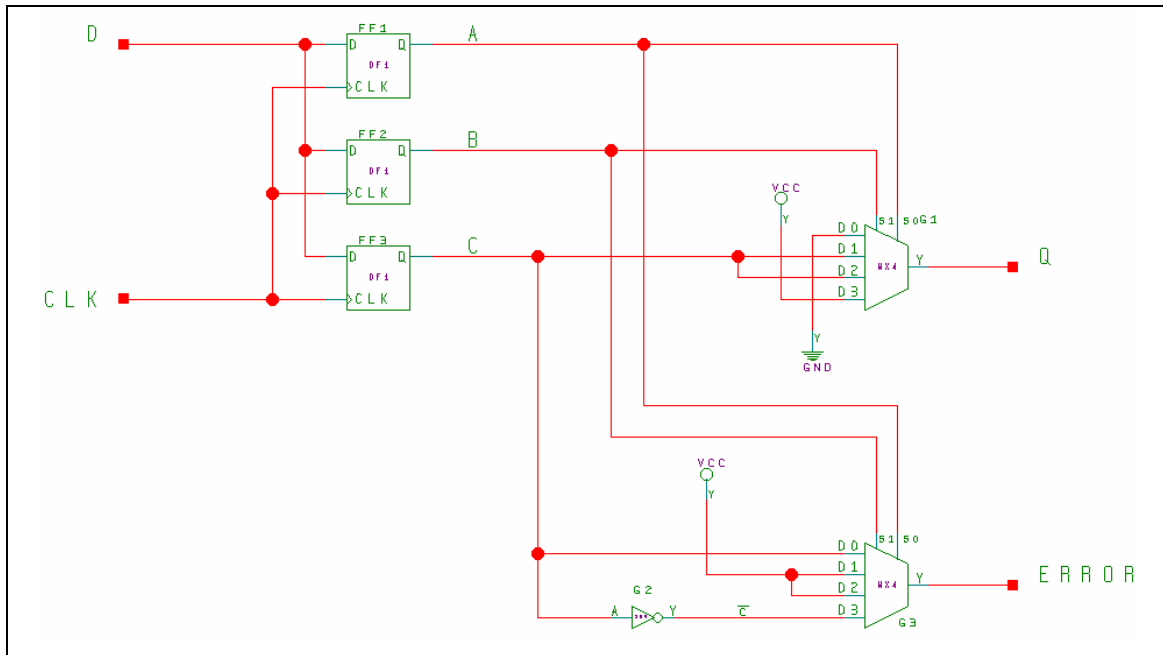 D
FF1
D Q
DF1
CLK
A
FF2
D Q
DF1
CLK
B
FF3
D Q
DF1
CLK
C
CLK
VCC
Y
S1 S0 G1
D0
D1
D2
D3
MX4
Y
Q
Y
GND
VCC
Y
S1 S0
D0
D1
D2
D3
MX4
Y
G3
ERROR
G2
A
Y
C̅